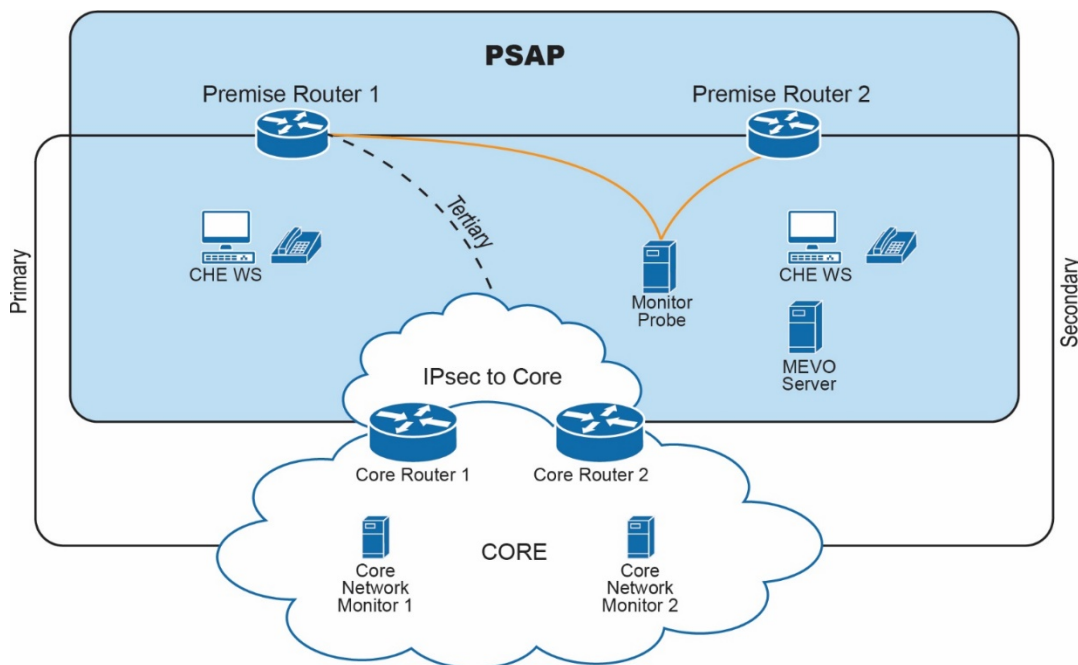 PSAP
Premise Router 1
Premise Router 2
Primary
Tertiary
Secondary
CHE WS
Monitor
Probe
CHE WS
MEVO
Server
IPsec to Core
Core Router 1
Core Router 2
CORE
Core
Network
Monitor 1
Core
Network
Monitor 2